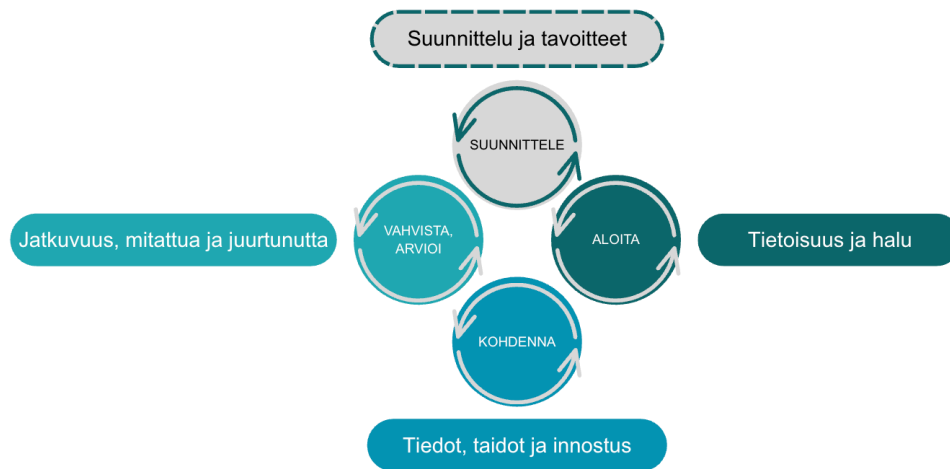 Suunnittelu ja tavoitteet
SUUNNITTELE
Jatkuvuus, mitattua ja juurtunutta
VAHVISTA,
ARVIOI
ALOITA
Tietoisuus ja halu
KOHDENNA
Tiedot, taidot ja innostus